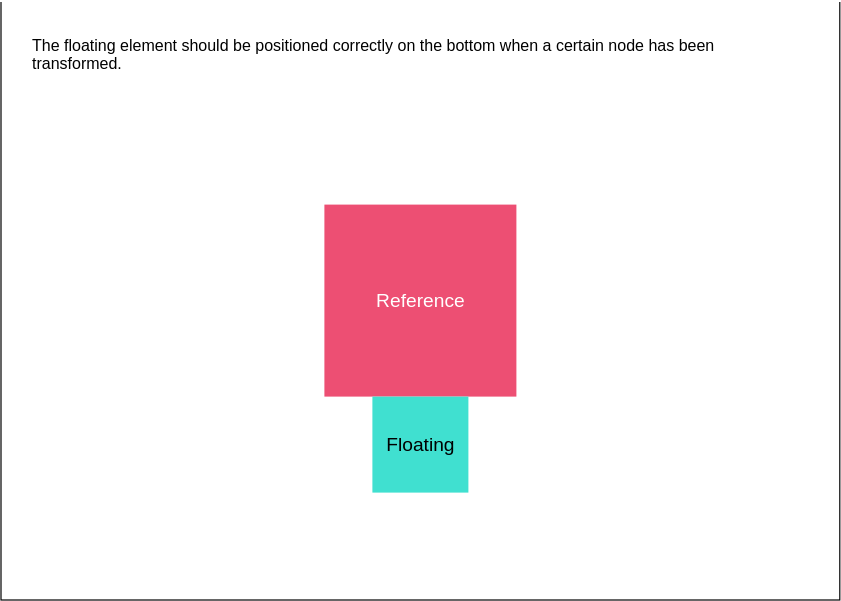 The floating element should be positioned correctly on the bottom when a certain node has been
transformed.
Reference
Floating